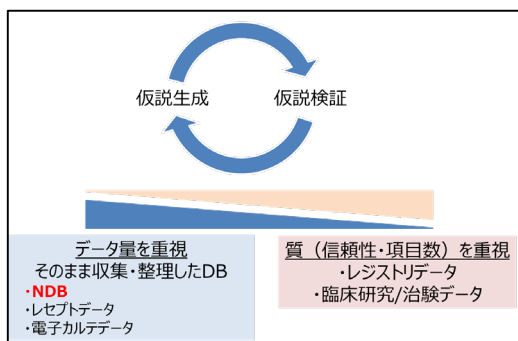 仮説生成
仮説検証
データ量を重視
そのまま収集・整理したDB
・NDB
・レセプトデータ
・電子カルテデータ
質（信頼性・項目数）を重視
・レジストリデータ
・臨床研究/治験データ